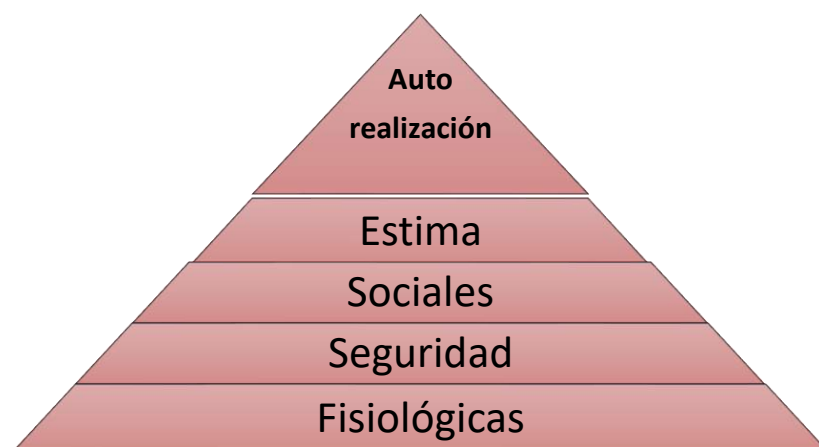 Auto
realización
Estima
Sociales
Seguridad
Fisiológicas